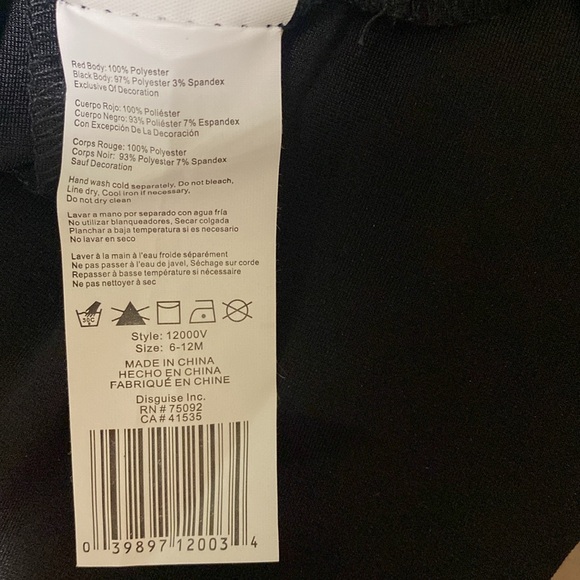 Red Body: 100% Polyester
Black Body: 97% Polyester 3% Spandex
Exclusive Of Decoration
Cuerpo Rojo: 100% Poliéster
Cuerpo Negro: 93% Poliéster 7% Espandex
Con Excepción De La Decoración
Corps Rouge: 100% Polyester
Corps Noir: 93% Polyester 7% Spandex
Sauf Decoration
Hand wash cold separately, Do not bleach,
Line dry, Cool iron if necessary,
Do not dry clean
Lavar a mano por separado con agua fría
No utilizar blanqueadores, Secar colgada
Planchar a baja temperatura si es necesario
No lavar en seco
Laver à la main à l'eau froide séparément
Ne pas passer à l'eau de javel, Séchage sur corde
Repasser à basse température si nécessaire
Ne pas nettoyer à sec
30C
Style: 12000V
Size: 6-12M
MADE IN CHINA
HECHO EN CHINA
FABRIQUÉ EN CHINE
Disguise Inc.
RN # 75092
CA # 41535
0 39897 12003 4